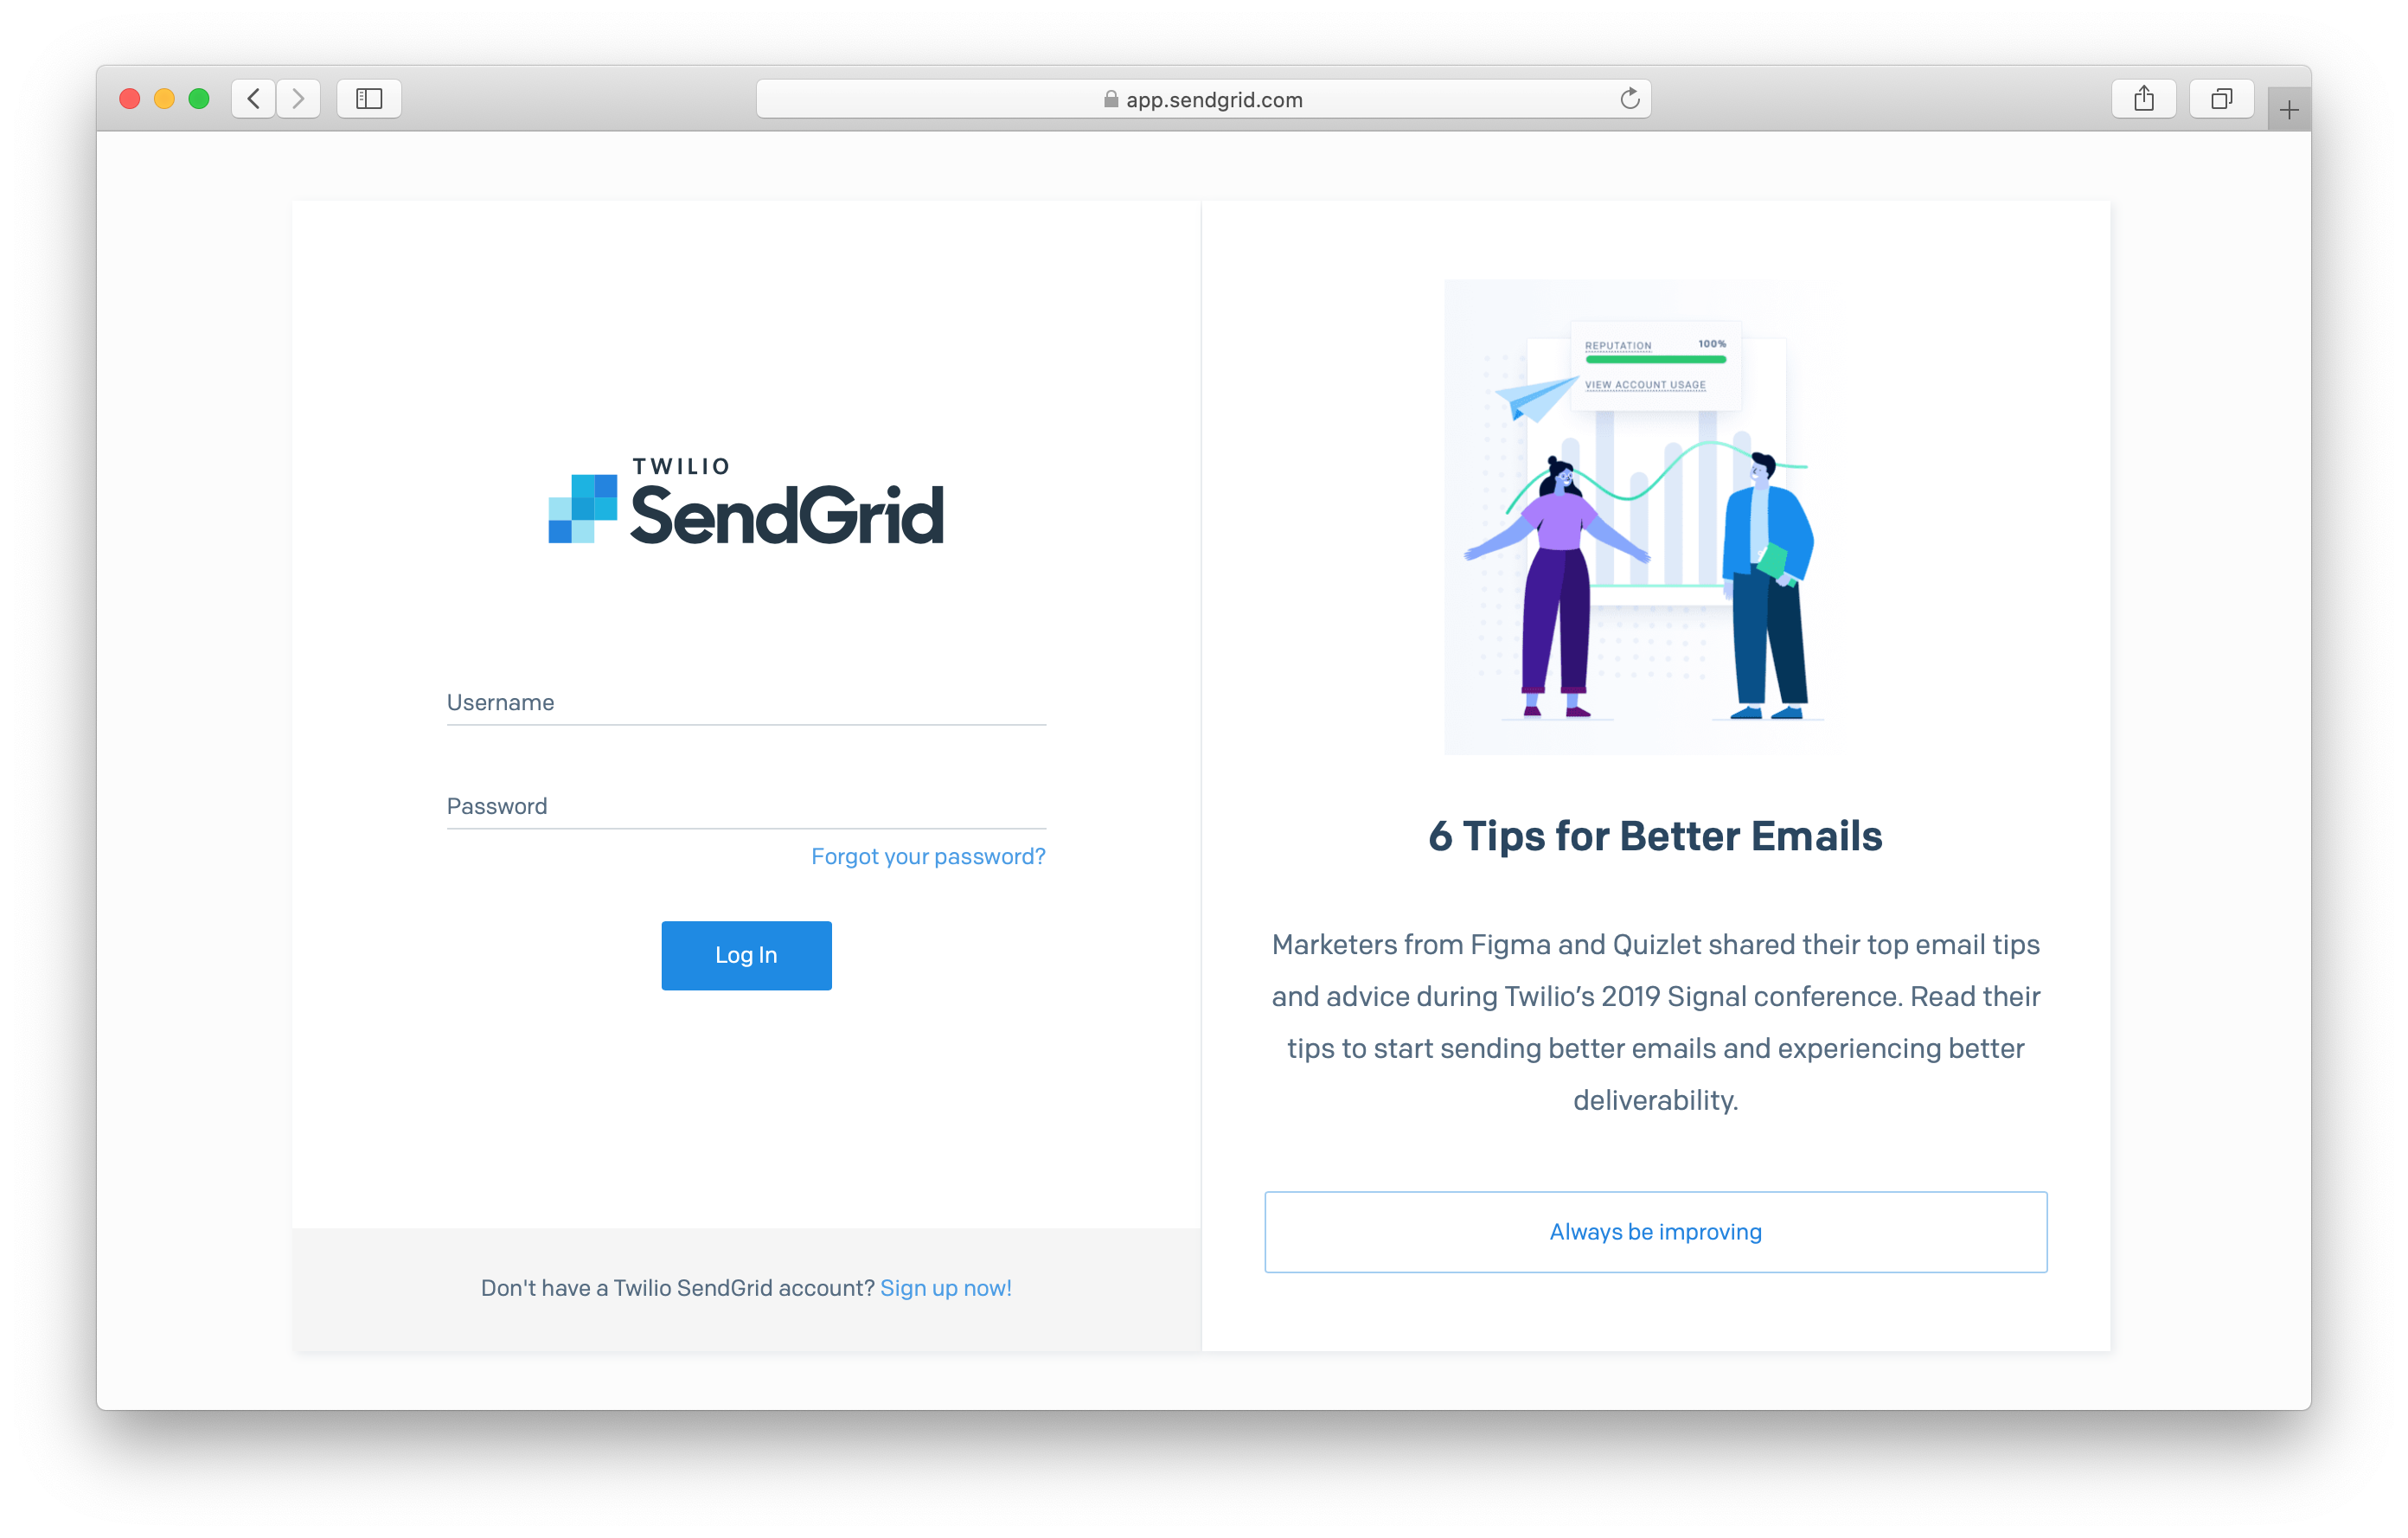 app.sendgrid.com
TWILIO
SendGrid
Username
Password
Forgot your password?
Log In
Don't have a Twilio SendGrid account? Sign up now!
REPUTATION 100%
VIEW ACCOUNT USAGE
6 Tips for Better Emails
Marketers from Figma and Quizlet shared their top email tips
and advice during Twilio’s 2019 Signal conference. Read their
tips to start sending better emails and experiencing better
deliverability.
Always be improving